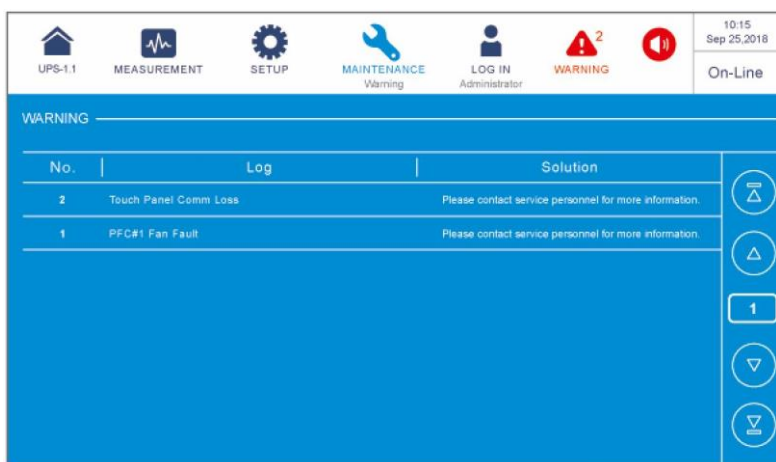 10:15
Sep 25,2018
2
UPS-1.1 MEASUREMENT SETUP MAINTENANCE LOG IN WARNING On-Line
Warning Administrator
WARNING
No. Log Solution
2 Touch Panel Comm Loss Please contact service personnel for more information.
1 PFC#1 Fan Fault Please contact service personnel for more information.
1